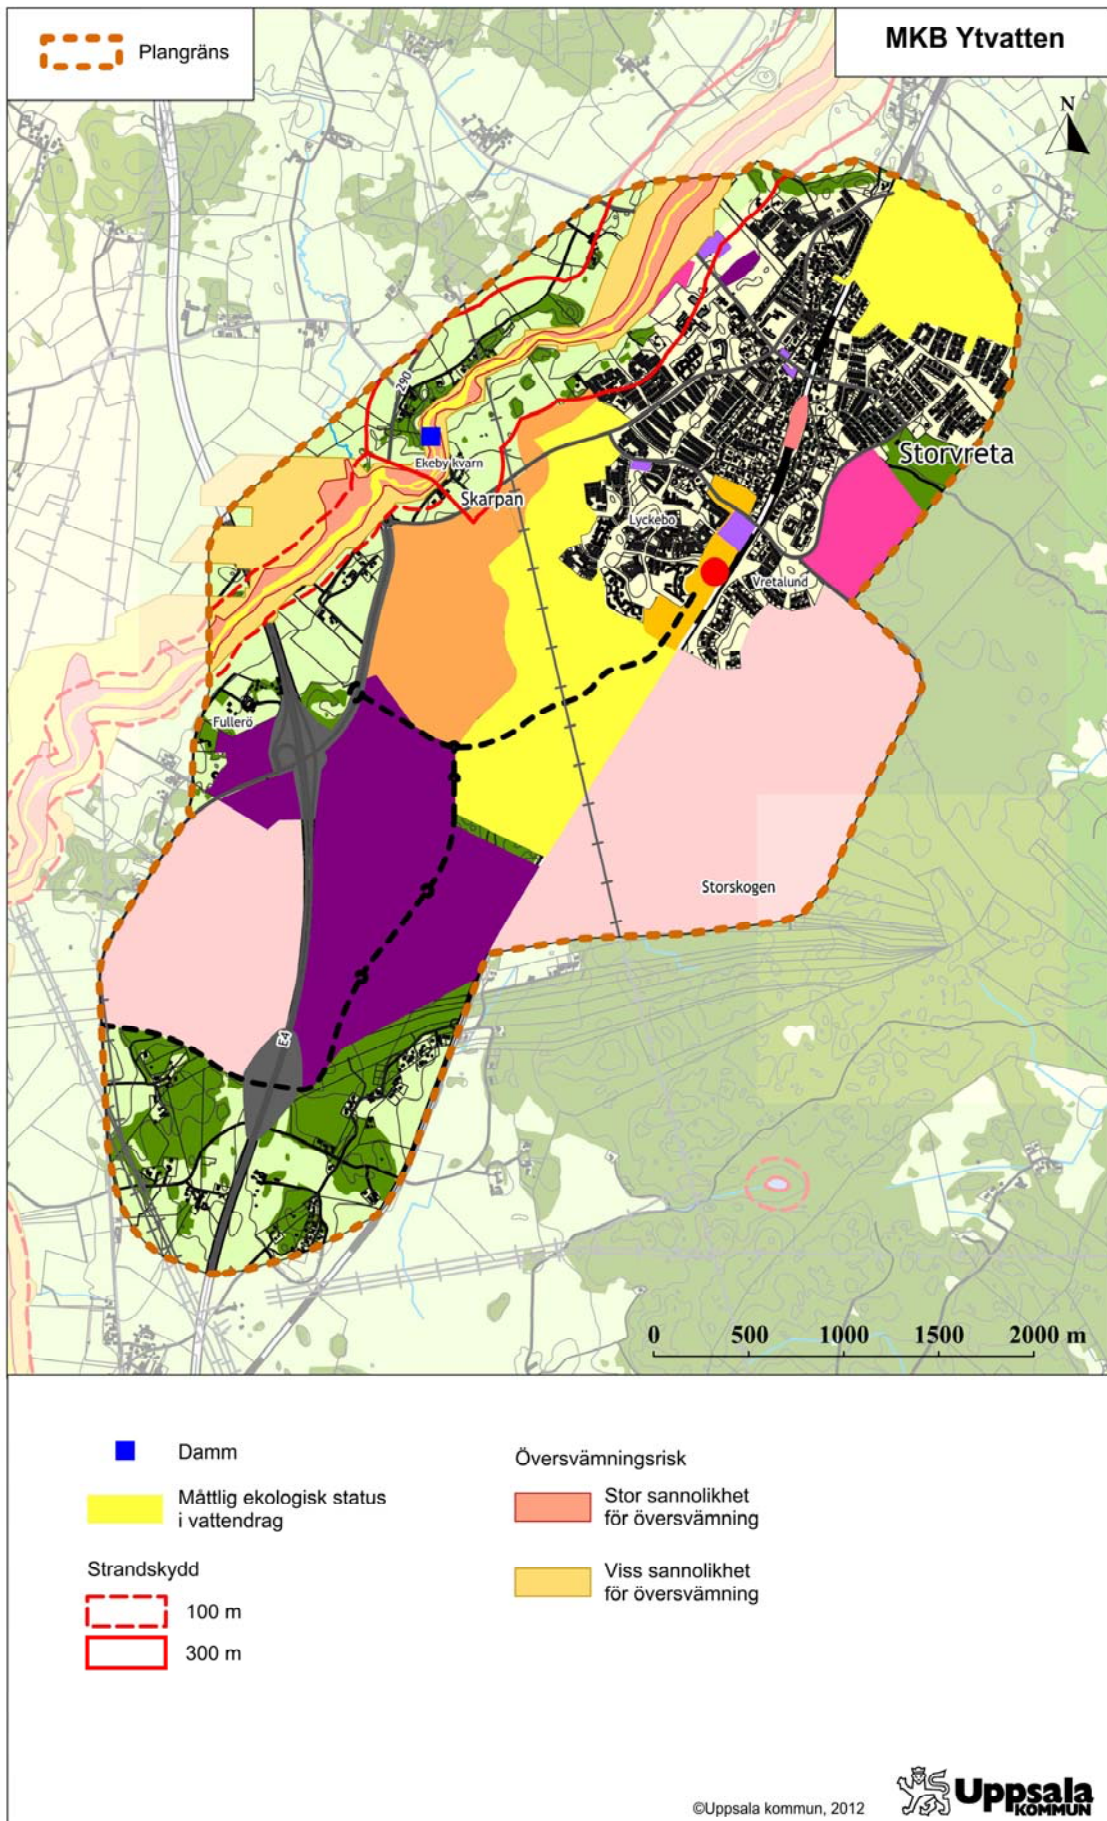 Plangräns
MKB Ytvatten
N
290
Ekeby kvarn
Skarpan
Storvreta
Lyckebo
Vretalund
Fullerö
Storskogen
E4
0 500 1000 1500 2000 m
Damm
Måttlig ekologisk status
i vattendrag
Strandskydd
100 m
300 m
Översvämningsrisk
Stor sannolikhet
för översvämning
Viss sannolikhet
för översvämning
©Uppsala kommun, 2012
Uppsala
KOMMUN